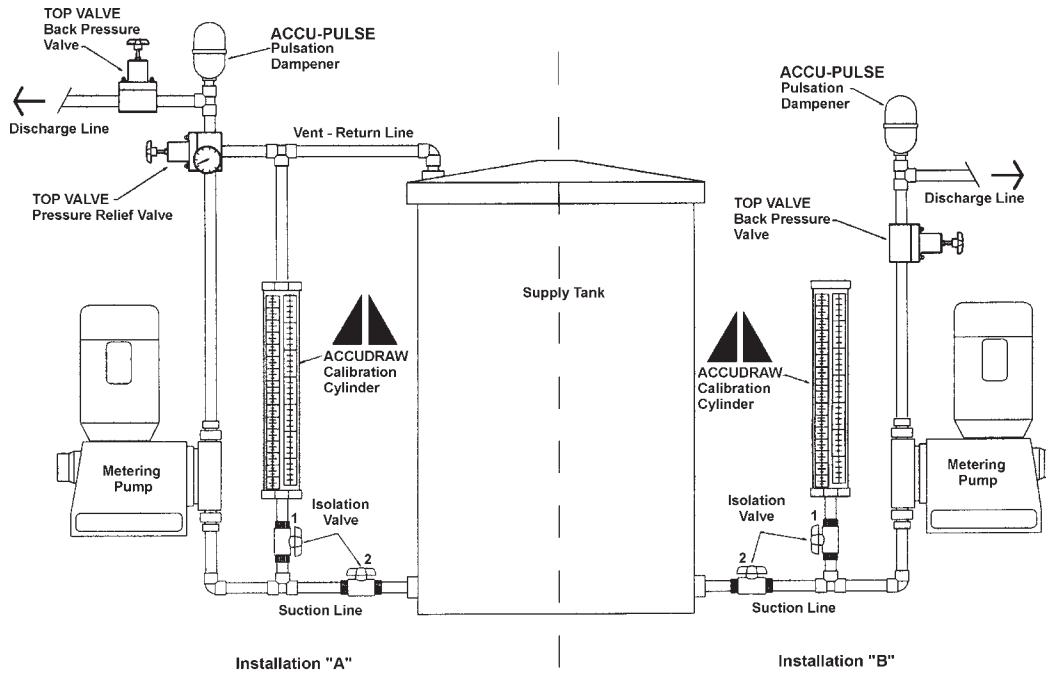 TOP VALVE
Back Pressure
Valve
ACCU-PULSE
Pulsation
Dampener
Discharge Line
Vent - Return Line
TOP VALVE
Pressure Relief Valve
ACCUDRAW
Calibration
Cylinder
Metering
Pump
Isolation
Valve
1
2
Suction Line
Installation "A"
Supply Tank
ACCU-PULSE
Pulsation
Dampener
Discharge Line
TOP VALVE
Back Pressure
Valve
ACCUDRAW
Calibration
Cylinder
Metering
Pump
Isolation
Valve
1
2
Suction Line
Installation "B"